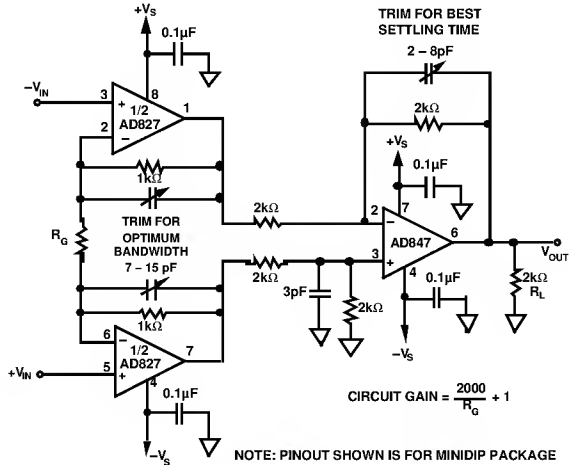 +VS
0.1µF
TRIM FOR BEST
SETTLING TIME
2 – 8pF
–VIN
3
+
8
1/2
AD827
1
2
–
2kΩ
+VS
0.1µF
1kΩ
TRIM FOR
OPTIMUM
BANDWIDTH
7 – 15 pF
RG
2kΩ
2
–
7
6
AD847
3
+
4
VOUT
2kΩ
3pF
2kΩ
0.1µF
2kΩ
RL
1kΩ
–VS
6
–
1/2
AD827
7
+VIN
5
+
4
0.1µF
–VS
CIRCUIT GAIN = 2000/RG + 1
NOTE: PINOUT SHOWN IS FOR MINIDIP PACKAGE